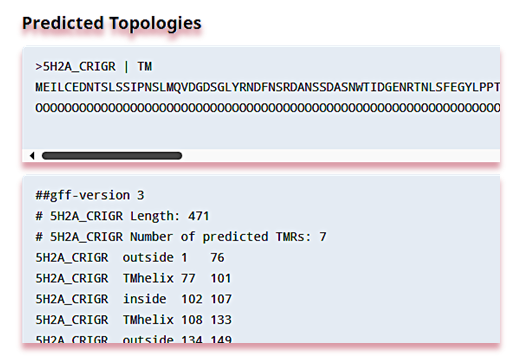 Predicted Topologies
>5H2A_CRIGR | TM
MEILCEDNTSLSSIPNSLMQVDGDSGLYRNDFNSRDANSSDASNWTIDGENRTNLSFEGYLPPT
OOOOOOOOOOOOOOOOOOOOOOOOOOOOOOOOOOOOOOOOOOOOOOOOOOOOOOOOOOOOOOOO
##gff-version 3
# 5H2A_CRIGR Length: 471
# 5H2A_CRIGR Number of predicted TMRs: 7
5H2A_CRIGR outside 1 76
5H2A_CRIGR TMhelix 77 101
5H2A_CRIGR inside 102 107
5H2A_CRIGR TMhelix 108 133
5H2A_CRIGR outside 134 149